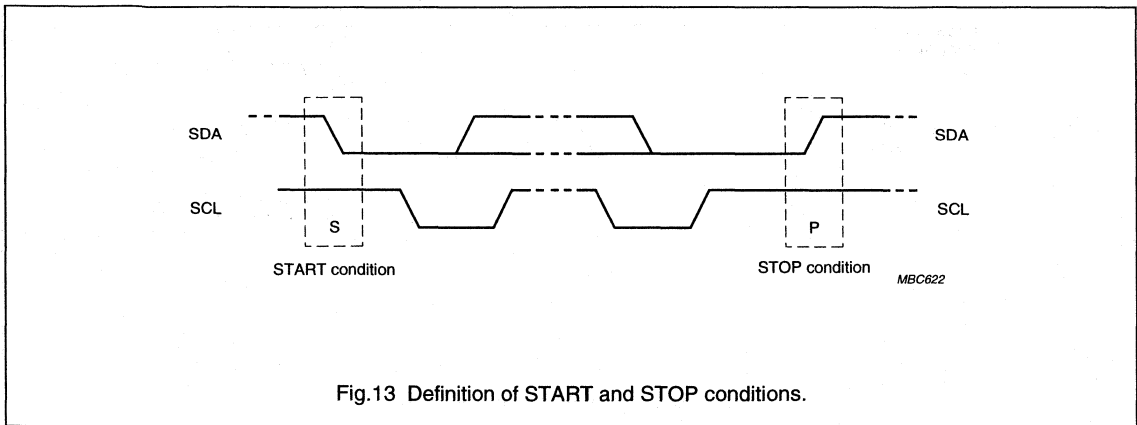 SDA
SDA
SCL
SCL
S
P
START condition
STOP condition
MBC622
Fig.13 Definition of START and STOP conditions.